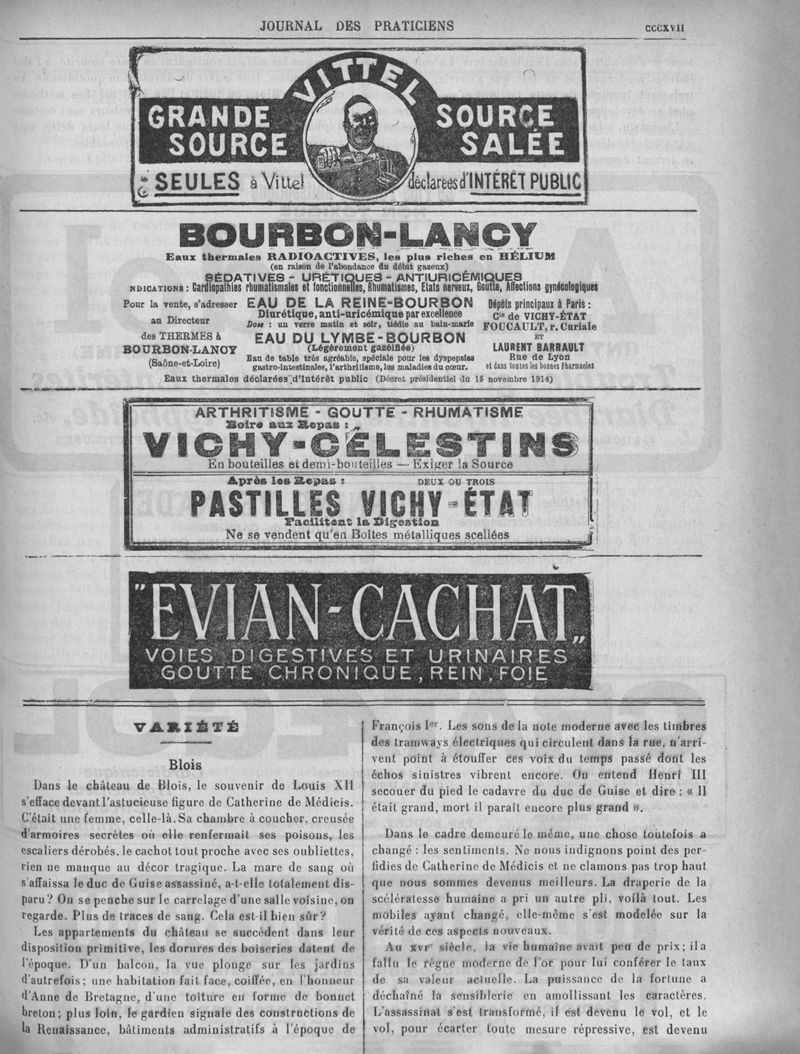 JOURNAL DES PRATICIENS
cccxvii
VITTEL
GRANDE
SOURCE
SOURCE
SALÉE
SEULES à Vittel
déclarées d'INTÉRÊT PUBLIC
BOURBON-LANCY
Eaux thermales RADIOACTIVES, les plus riches en HÉLIUM
(en raison de l'abondance du débit gazeux)
SÉDATIVES - URÉTIQUES - ANTIURICÉMIQUES
NDICATIONS : Cardiopathies rhumatismales et fonctionnelles, Rhumatismes, Etats nerveux, Goutte, Affections gynécologiques
Pour la vente, s'adresser
au Directeur
des THERMES à
BOURBON-LANCY
(Saône-et-Loire)
EAU DE LA REINE-BOURBON
Diurétique, anti-uricémique par excellence
Dose : un verre matin et soir, tiédie au bain-marie
EAU DU LYMBE-BOURBON
(Légèrement gazéifiée)
Eau de table très agréable, spéciale pour les dyspepsies
gastro-intestinales, l'arthritisme, les maladies du cœur.
Dépôts principaux à Paris :
Cie de VICHY-ÉTAT
FOUCAULT, r. Curiale
ET
LAURENT BARRAULT
Rue de Lyon
et dans toutes les bonnes Pharmacies
Eaux thermales déclarées d'intérêt public (Décret présidentiel du 15 novembre 1914)
ARTHRITISME - GOUTTE - RHUMATISME
Boire aux Repas :
VICHY-CÉLESTINS
En bouteilles et demi-bouteilles — Exiger la Source
Après les Repas : DEUX OU TROIS
PASTILLES VICHY-ÉTAT
Facilitent la Digestion
Ne se vendent qu'en Boîtes métalliques scellées
"EVIAN-CACHAT„
VOIES DIGESTIVES ET URINAIRES
GOUTTE CHRONIQUE, REIN, FOIE
VARIÉTÉ
Blois
Dans le château de Blois, le souvenir de Louis XII
s'efface devant l'astucieuse figure de Catherine de Médicis.
C'était une femme, celle-là. Sa chambre à coucher, creusée
d'armoires secrètes où elle renfermait ses poisons, les
escaliers dérobés, le cachot tout proche avec ses oubliettes,
rien ne manque au décor tragique. La mare de sang où
s'affaissa le duc de Guise assassiné, a-t-elle totalement dis-
paru? On se penche sur le carrelage d'une salle voisine, on
regarde. Plus de traces de sang. Cela est-il bien sûr?
Les appartements du château se succèdent dans leur
disposition primitive, les dorures des boiseries datent de
l'époque. D'un balcon, la vue plonge sur les jardins
d'autrefois; une habitation fait face, coiffée, en l'honneur
d'Anne de Bretagne, d'une toiture en forme de bonnet
breton; plus loin, le gardien signale des constructions de
la Renaissance, bâtiments administratifs à l'époque de
François Ier. Les sons de la note moderne avec les timbres
des tramways électriques qui circulent dans la rue, n'arri-
vent point à étouffer ces voix du temps passé dont les
échos sinistres vibrent encore. On entend Henri III
secouer du pied le cadavre du duc de Guise et dire : « Il
était grand, mort il paraît encore plus grand ».
Dans le cadre demeuré le même, une chose toutefois a
changé : les sentiments. Ne nous indignons point des per-
fidies de Catherine de Médicis et ne clamons pas trop haut
que nous sommes devenus meilleurs. La draperie de la
scélératesse humaine a pri un autre pli, voilà tout. Les
mobiles ayant changé, elle-même s'est modelée sur la
vérité de ces aspects nouveaux.
Au XVIe siècle, la vie humaine avait peu de prix; il a
fallu le règne moderne de l'or pour lui conférer le taux
de sa valeur actuelle. La puissance de la fortune a
déchaîné la sensiblerie en amollissant les caractères.
L'assassinat s'est transformé, il est devenu le vol, et le
vol, pour écarter toute mesure répressive, est devenu